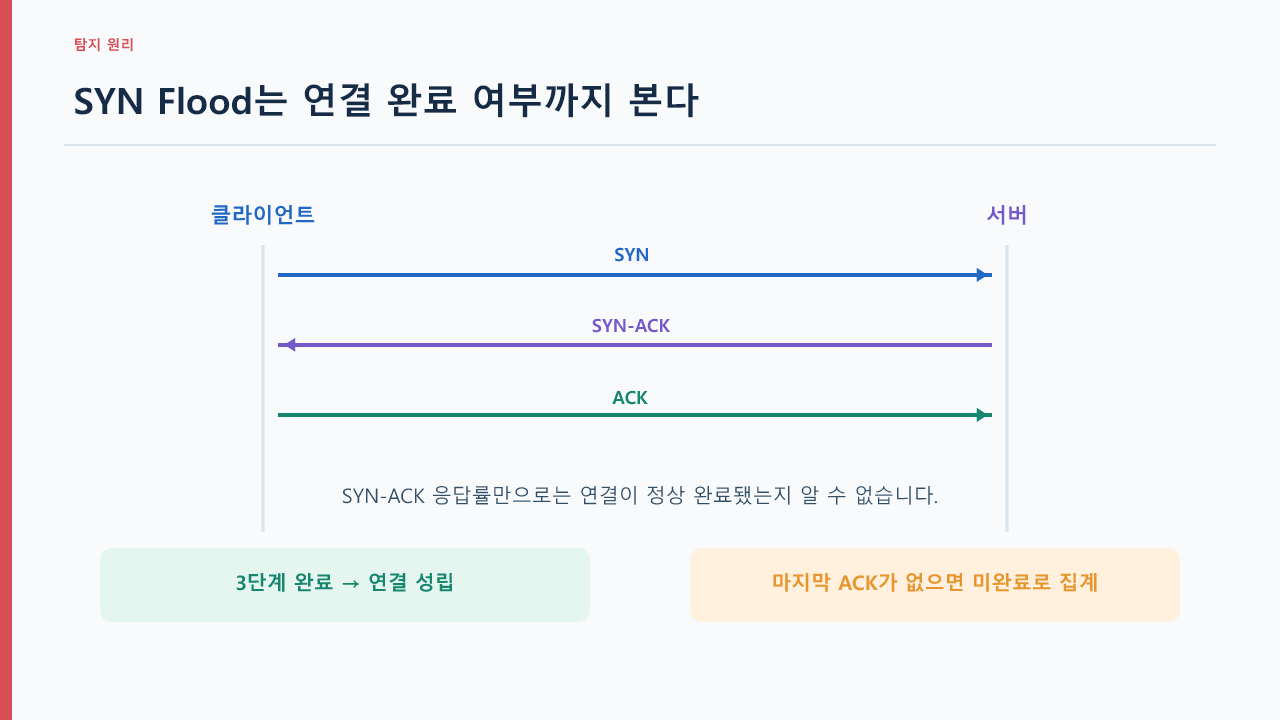 탐지 원리
SYN Flood는 연결 완료 여부까지 본다
클라이언트
서버
SYN
SYN-ACK
ACK
SYN-ACK 응답률만으로는 연결이 정상 완료됐는지 알 수 없습니다.
3단계 완료 → 연결 성립
마지막 ACK가 없으면 미완료로 집계